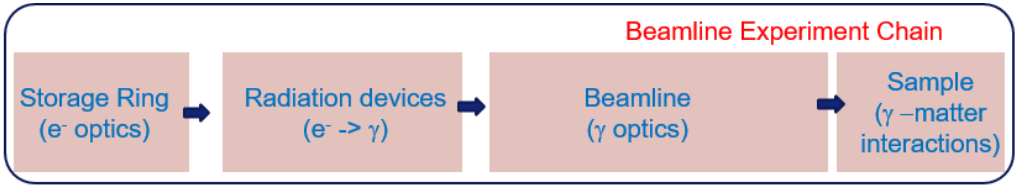 Beamline Experiment Chain
Storage Ring
(e⁻ optics)
Radiation devices
(e⁻ -> γ)
Beamline
(γ optics)
Sample
(γ –matter
interactions)